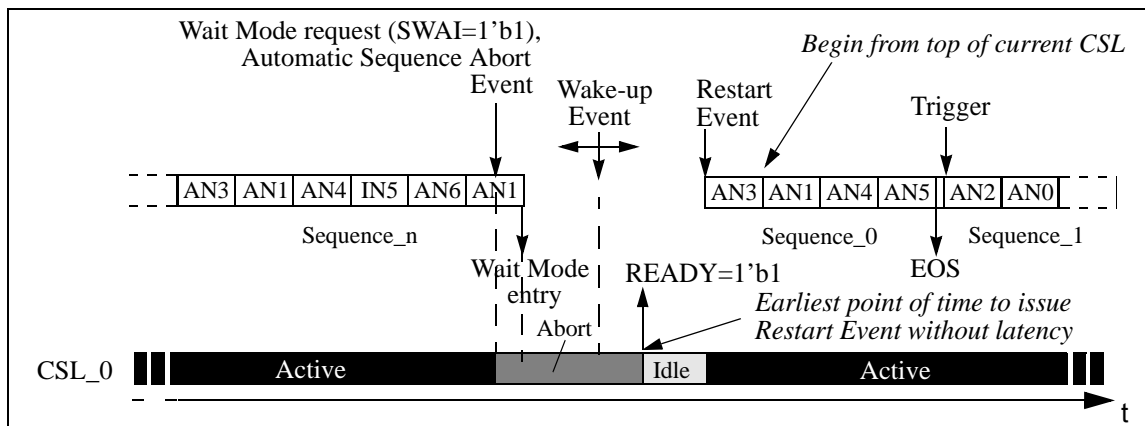 Wait Mode request (SWAI=1’b1),
Automatic Sequence Abort
Event
Wake-up
Event
Restart
Event
Begin from top of current CSL
Trigger
AN3 AN1 AN4 IN5 AN6 AN1
AN3 AN1 AN4 AN5 AN2 AN0
Sequence_n
Sequence_0
Sequence_1
Wait Mode
entry
EOS
READY=1’b1
Earliest point of time to issue
Restart Event without latency
Abort
CSL_0
Active
Idle
Active
t